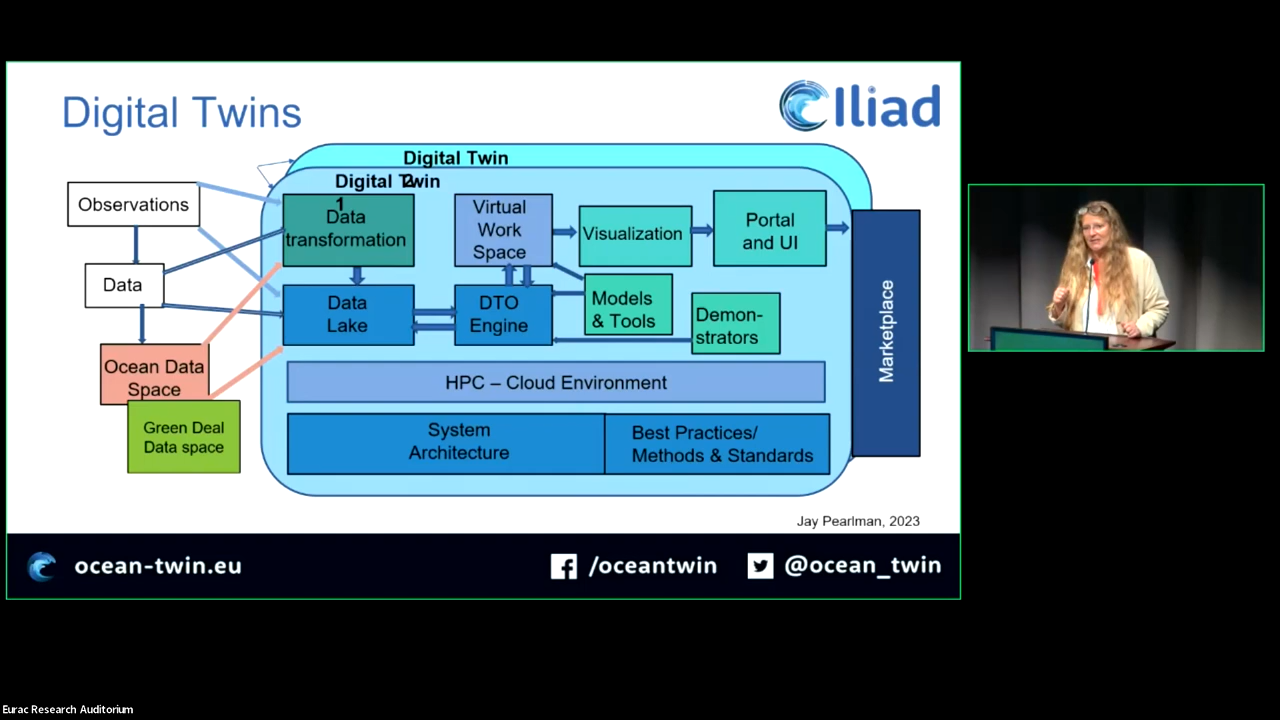 Digital Twins
Iliad
Digital Twin
2
Digital Twin
1
Observations
Data
Ocean Data
Space
Green Deal
Data space
Data
transformation
Virtual
Work
Space
Visualization
Portal
and UI
Data
Lake
DTO
Engine
Models
& Tools
Demon-
strators
Marketplace
HPC – Cloud Environment
System
Architecture
Best Practices/
Methods & Standards
Jay Pearlman, 2023
ocean-twin.eu
/oceantwin
@ocean_twin
Eurac Research Auditorium